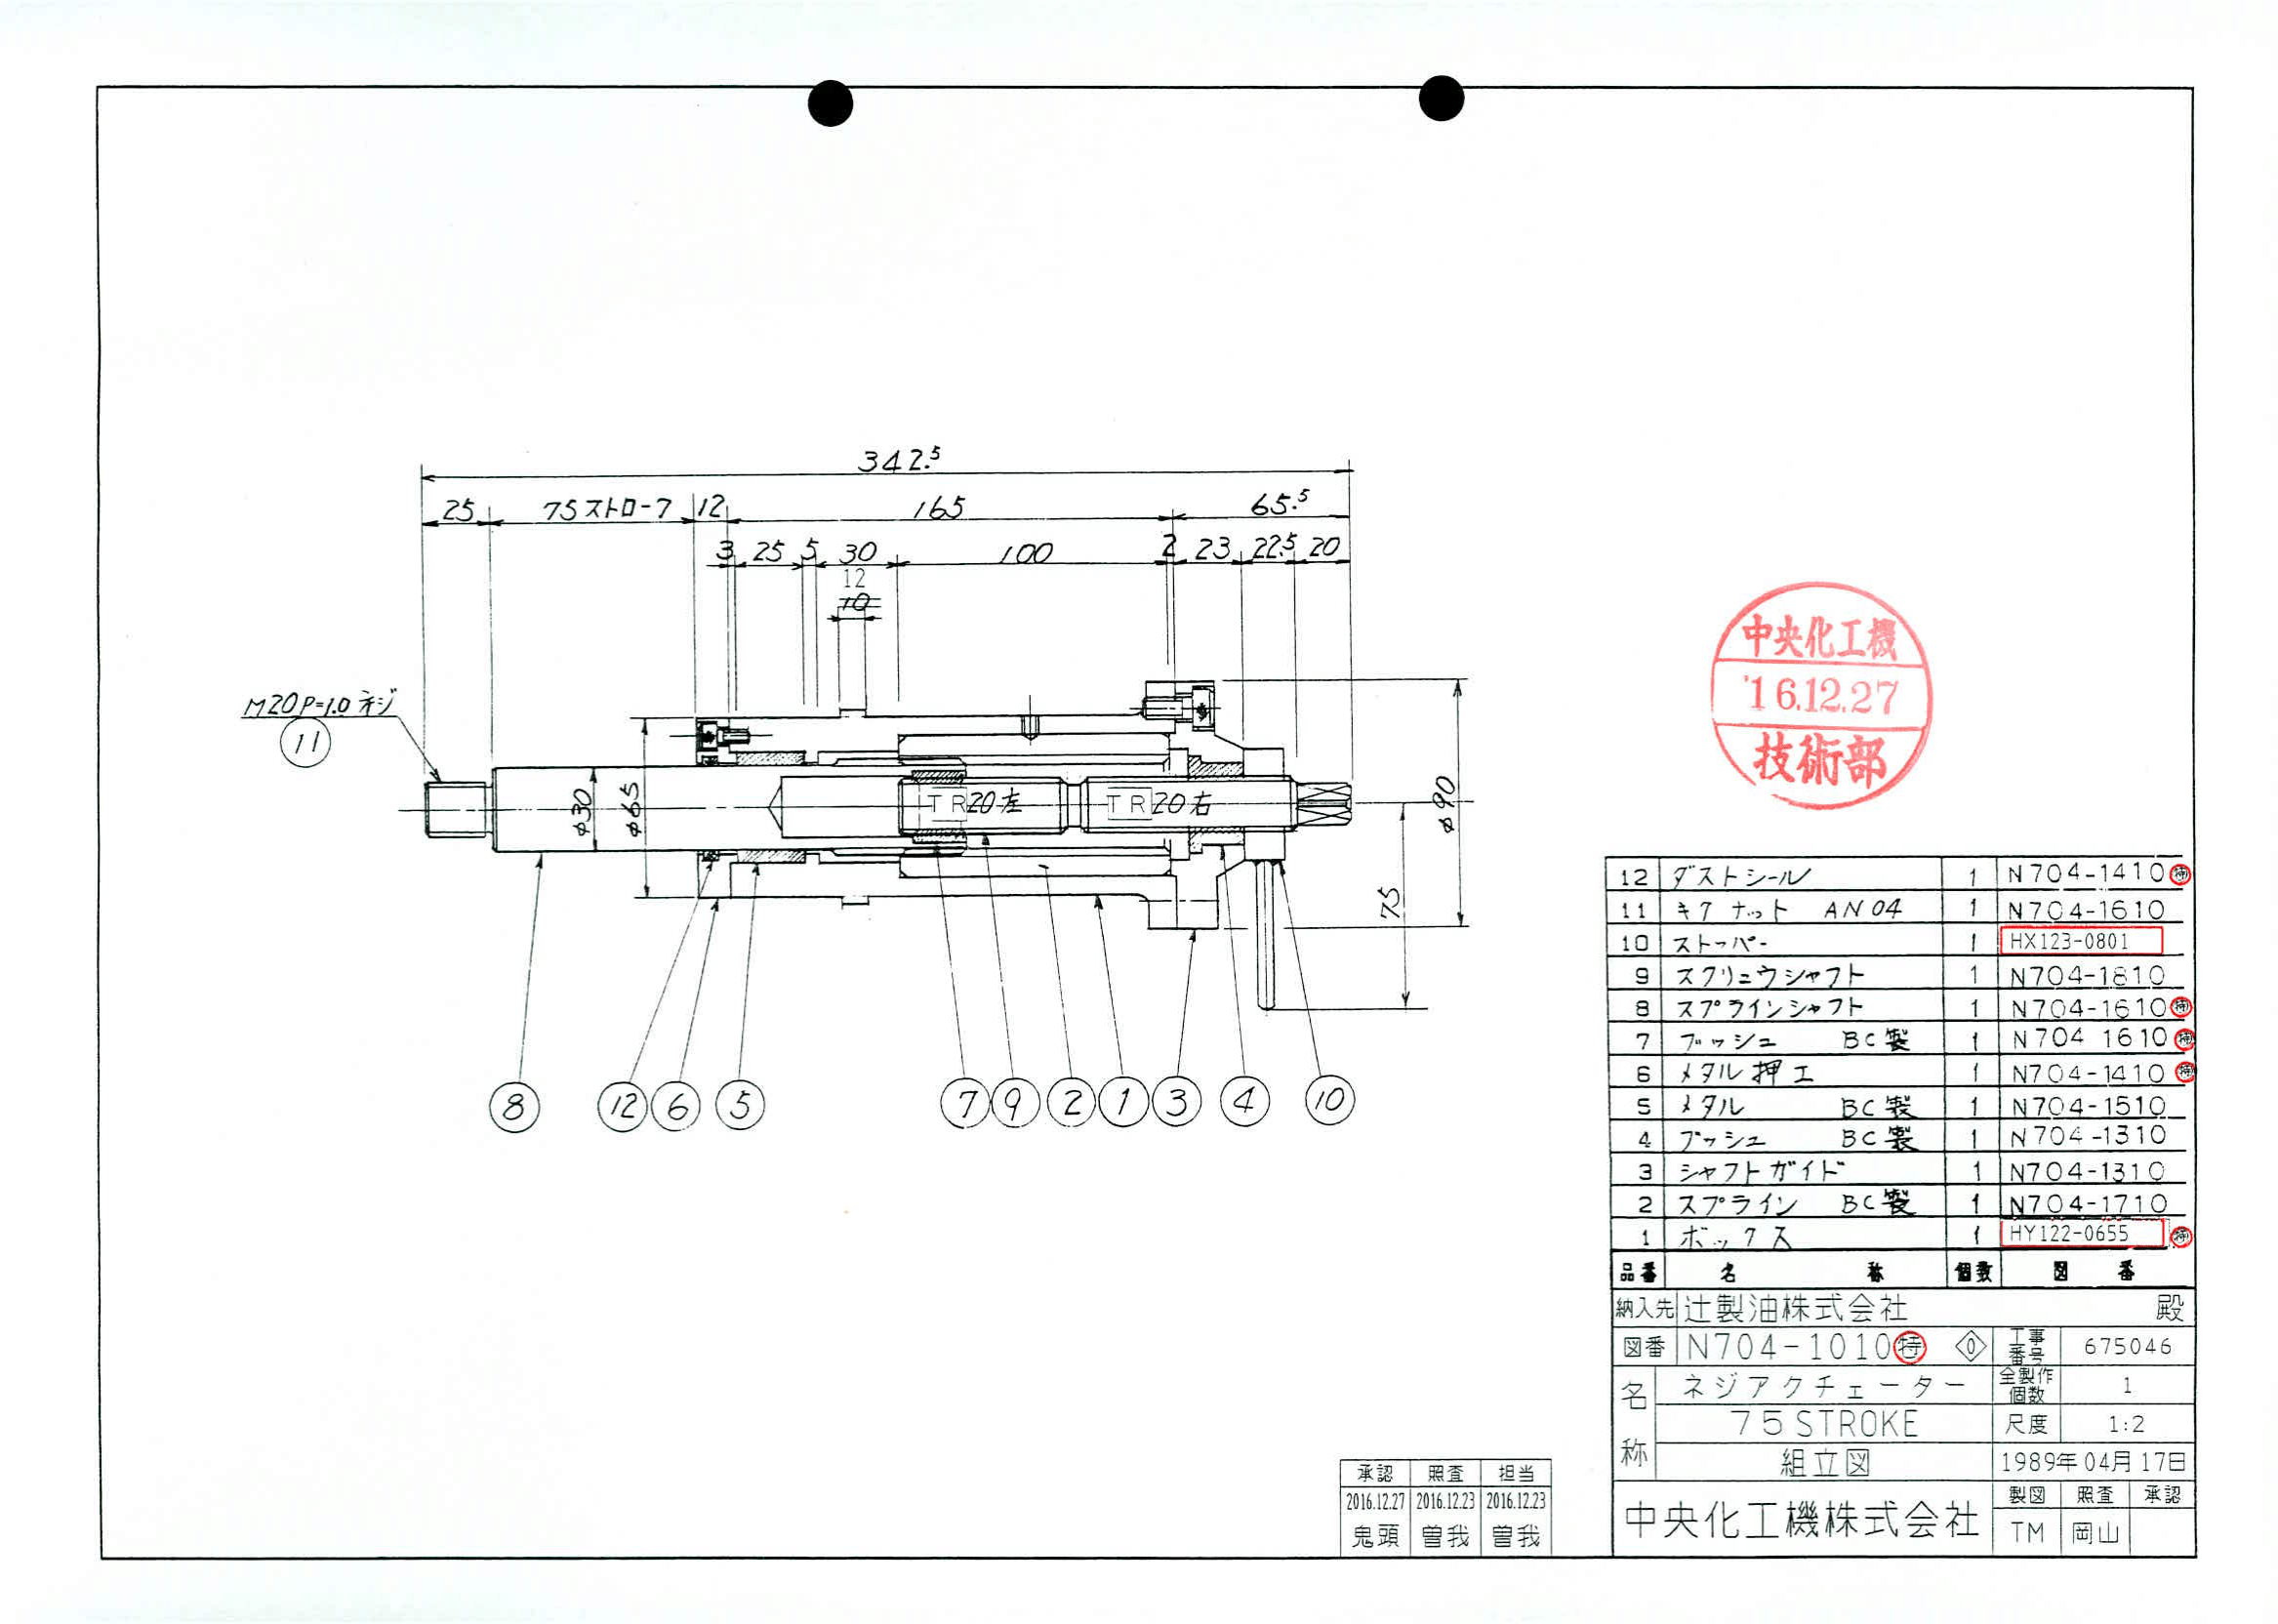 342.5
25 75ストローク 12 165 65.5
3 25 5 30 100 2 23 22.5 20
12
10
M20P=1.0ネジ
11
φ30
φ65
TR20左
TR20右
φ90
75
8 12 6 5 7 9 2 1 3 4 10
中央化工機
'16.12.27
技術部
12 ダストシール 1 N704-1410 特
11 キクナット AN04 1 N704-1610
10 ストッパー 1 HX123-0801
9 スクリュウシャフト 1 N704-1810
8 スプラインシャフト 1 N704-1610 特
7 ブッシュ BC製 1 N704 1610 特
6 メタル押エ 1 N704-1410 特
5 メタル BC製 1 N704-1510
4 ブッシュ BC製 1 N704-1310
3 シャフトガイド 1 N704-1310
2 スプライン BC製 1 N704-1710
1 ボックス 1 HY122-0655 特
品番 名称 個数 図番
納入先 辻製油株式会社 殿
図番 N704-1010 特 0 工事番号 675046
名称 ネジアクチェーター 全製作個数 1
75STROKE 尺度 1:2
組立図 1989年04月17日
中央化工機株式会社 製図 照査 承認
TM 岡山
承認 照査 担当
2016.12.27 2016.12.23 2016.12.23
鬼頭 曽我 曽我